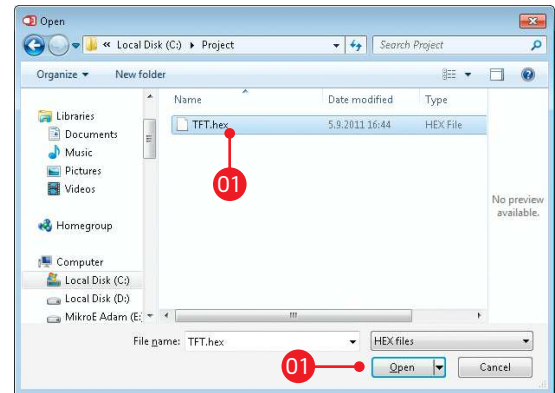 Open
« Local Disk (C:) ▸ Project
Search Project
Organize ▾ New folder
Name Date modified Type
Libraries
Documents
Music
Pictures
Videos
Homegroup
Computer
Local Disk (C:)
Local Disk (D:)
MikroE Adam (E:
TFT.hex 5.9.2011 16:44 HEX File
01
No preview
available.
File name: TFT.hex HEX files
01
Open Cancel